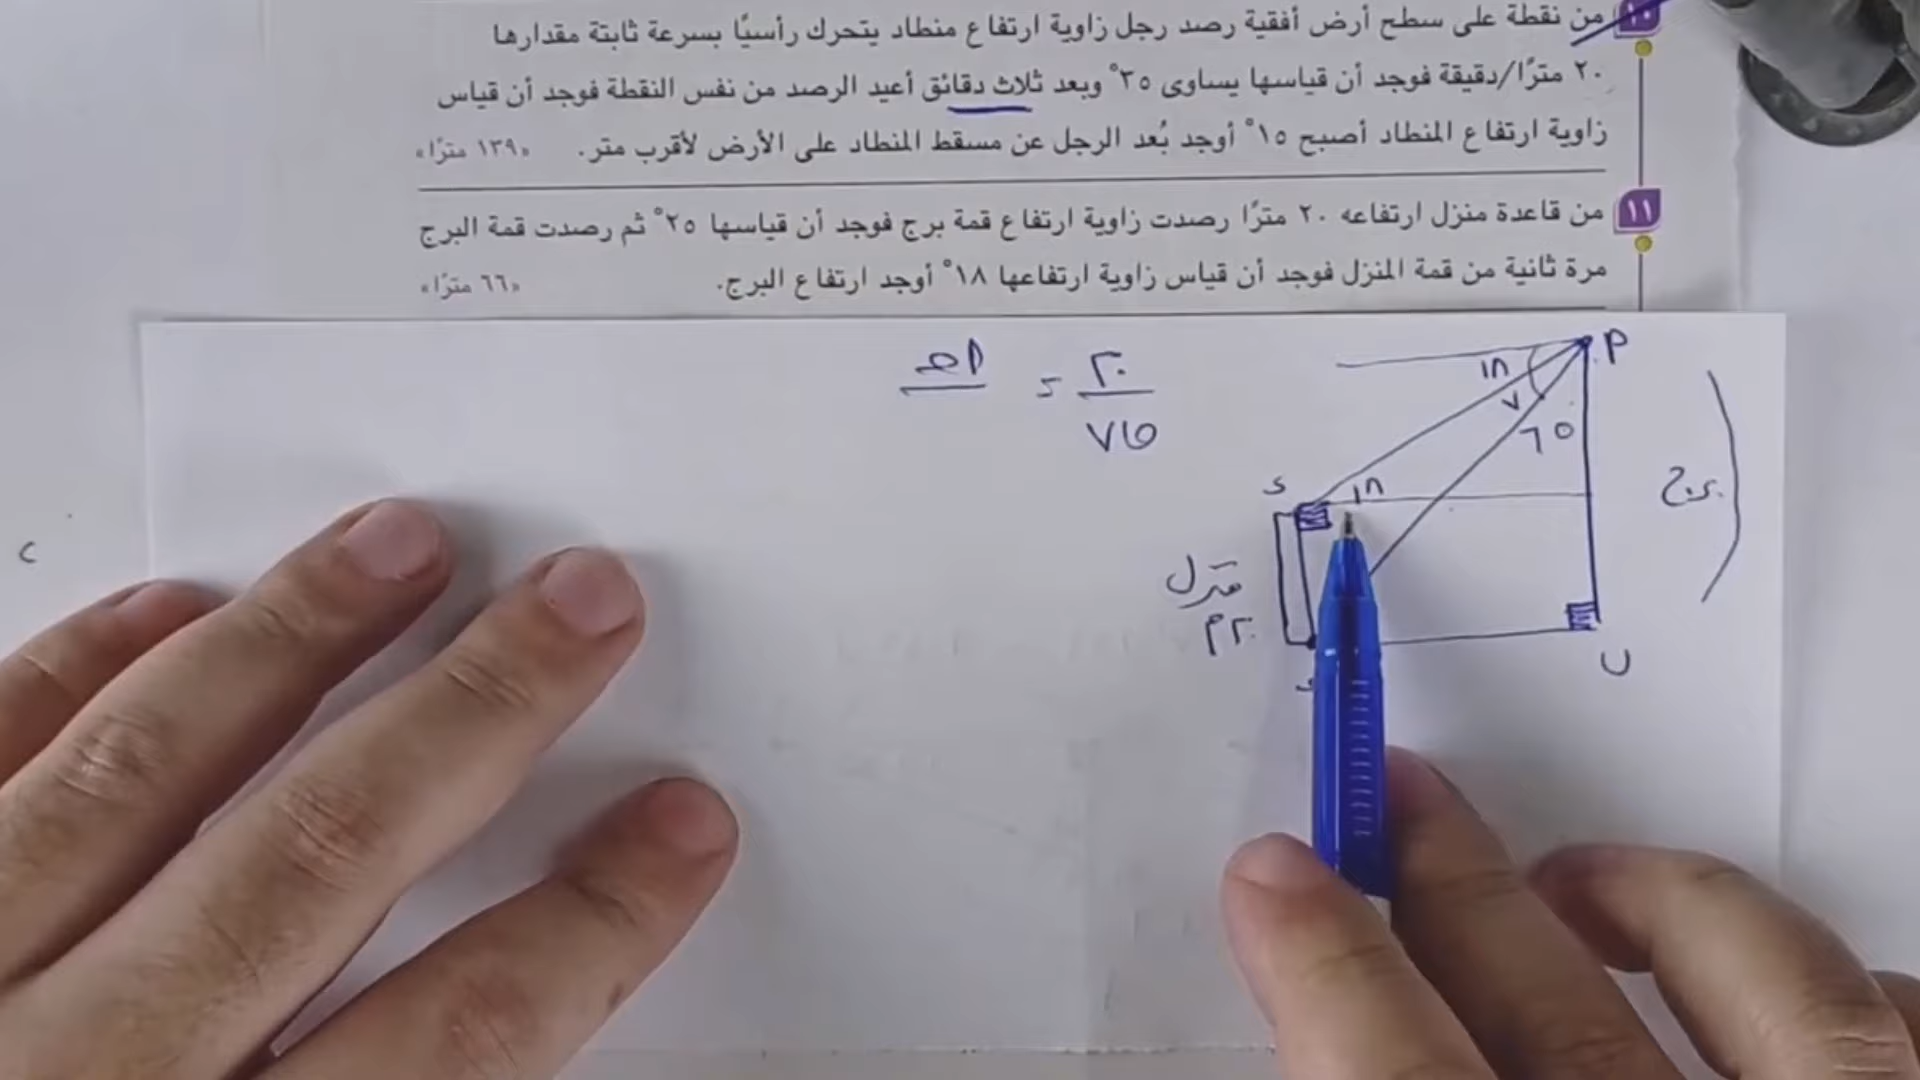 ١٠ من نقطة على سطح أرض أفقية رصد رجل زاوية ارتفاع منطاد يتحرك رأسيًا بسرعة ثابتة مقدارها
٢٠ مترًا/دقيقة فوجد أن قياسها يساوى ٣٥° وبعد ثلاث دقائق أعيد الرصد من نفس النقطة فوجد أن قياس
زاوية ارتفاع المنطاد أصبح ١٥° أوجد بُعد الرجل عن مسقط المنطاد على الأرض لأقرب متر. «١٣٩ مترًا»
١١ من قاعدة منزل ارتفاعه ٢٠ مترًا رصدت زاوية ارتفاع قمة برج فوجد أن قياسها ٢٥° ثم رصدت قمة البرج
مرة ثانية من قمة المنزل فوجد أن قياس زاوية ارتفاعها ١٨° أوجد ارتفاع البرج. «٦٦ مترًا»
٢٠ = أهـ
حا٧
أ
١٨
٧
٦٥
برج
د
١٨
منزل
٢٠م
ب